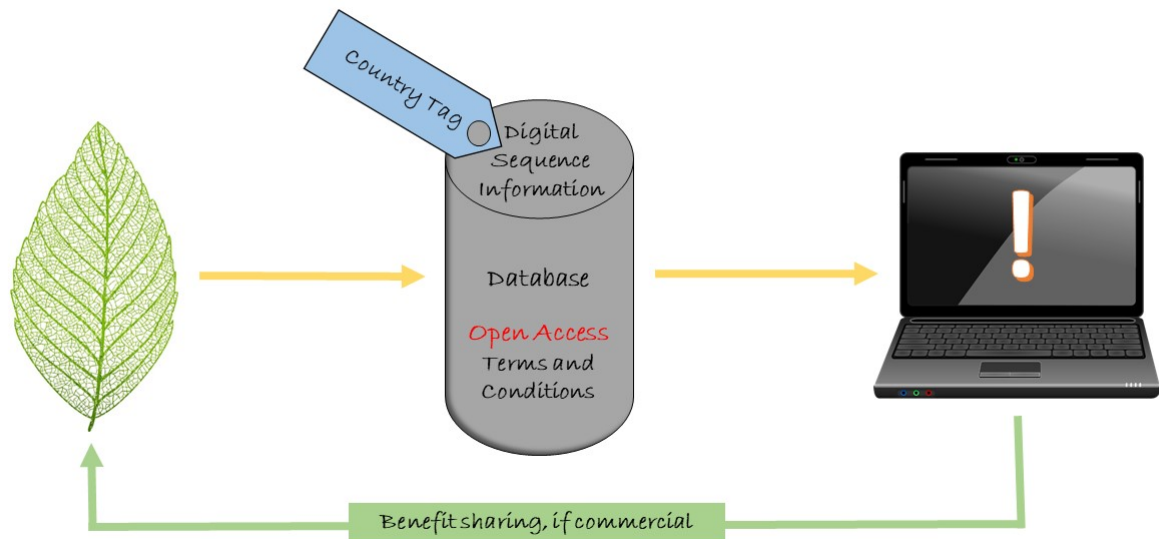 Country Tag
Digital
Sequence
Information
Database
Open Access
Terms and
Conditions
!
Benefit sharing, if commercial